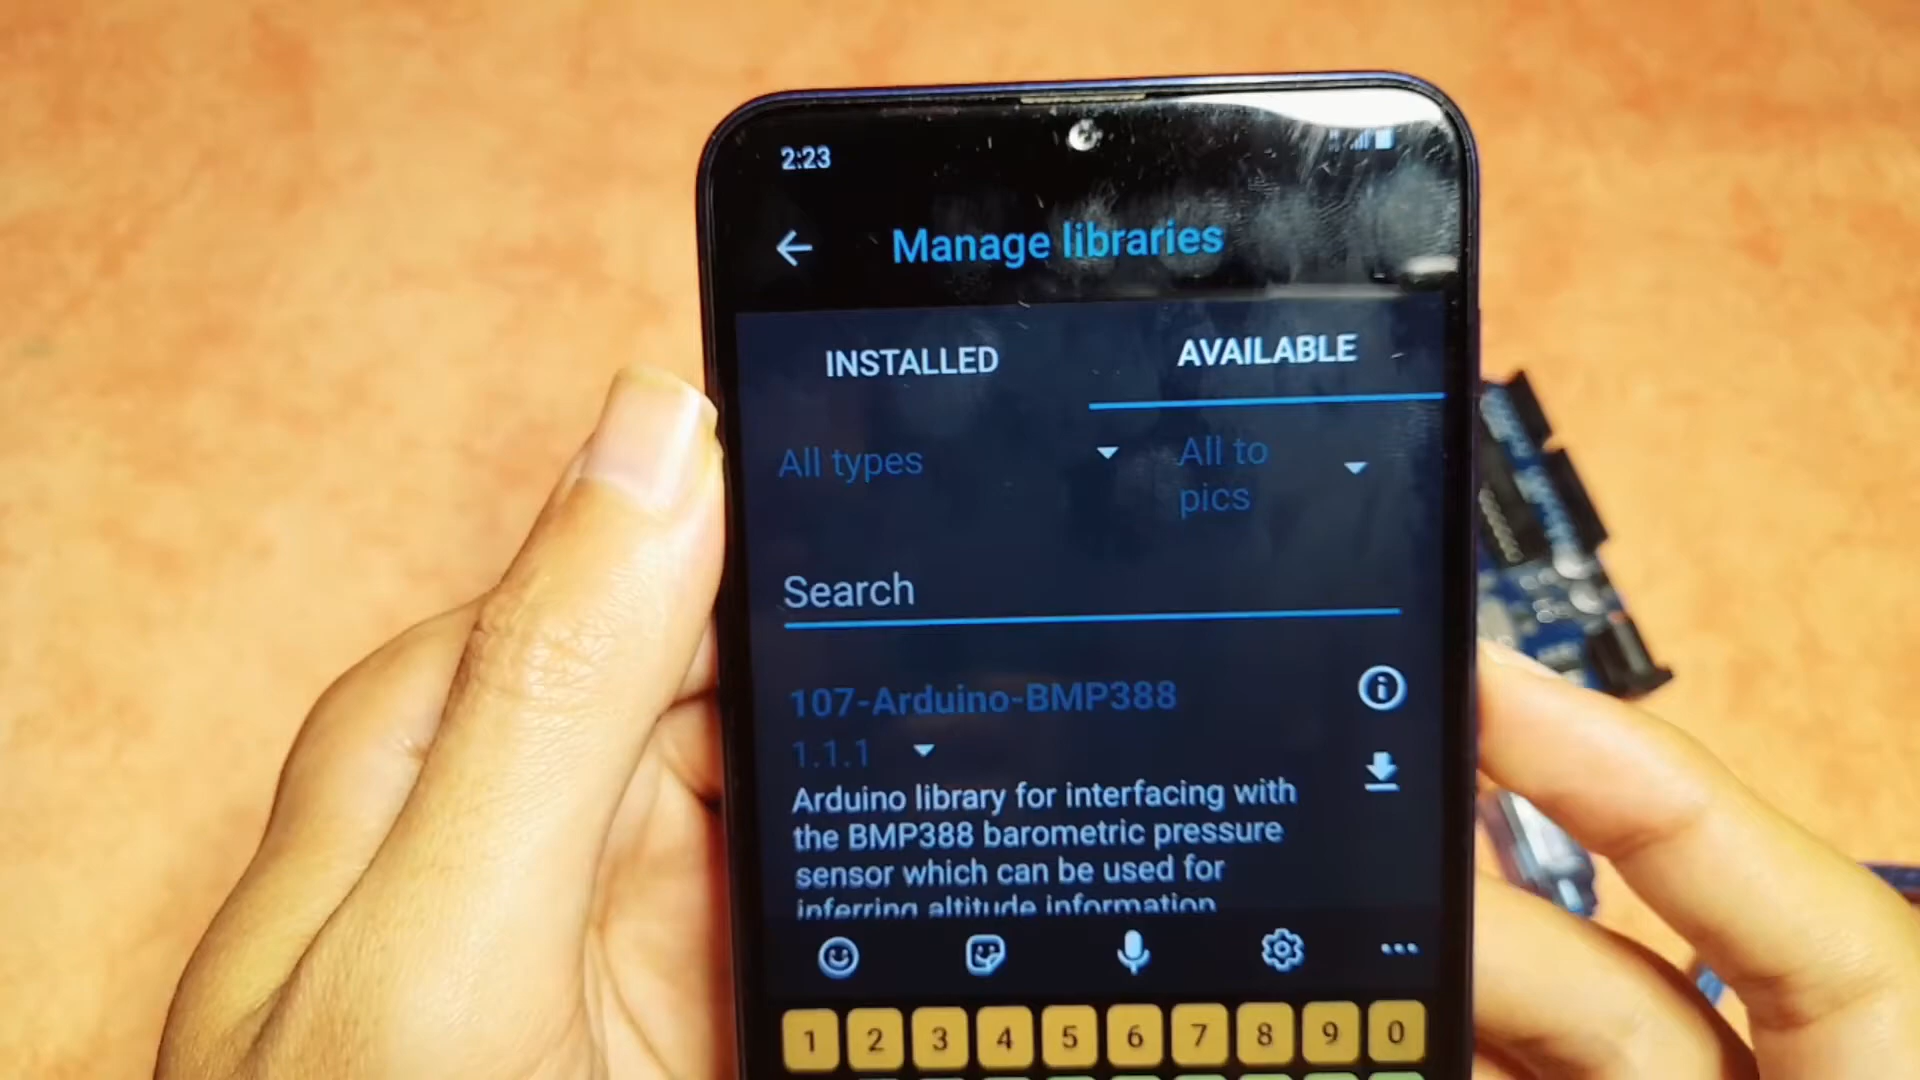 2:23
Manage libraries
INSTALLED
AVAILABLE
All types
All to
pics
Search
107-Arduino-BMP388
1.1.1
Arduino library for interfacing with
the BMP388 barometric pressure
sensor which can be used for
inferring altitude information
1 2 3 4 5 6 7 8 9 0